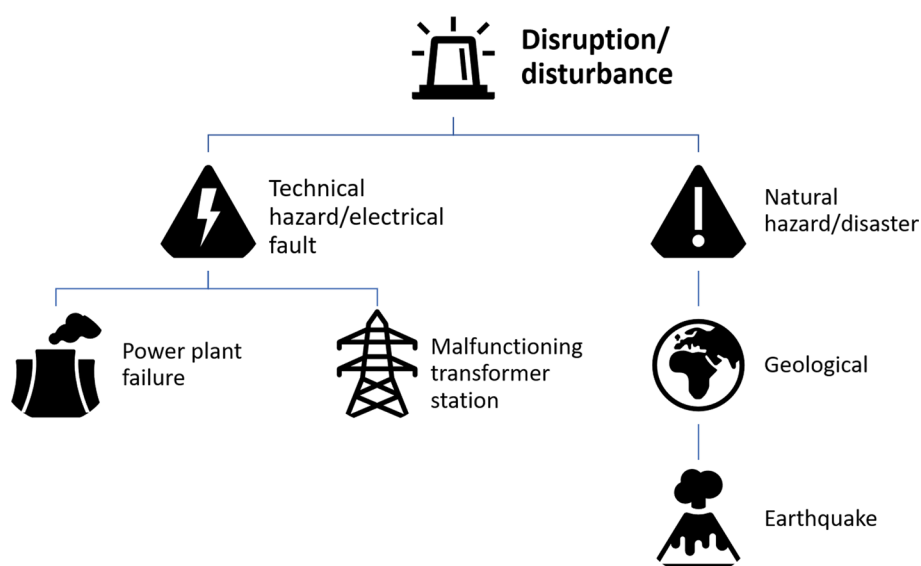 Disruption/
disturbance
Technical
hazard/electrical
fault
Natural
hazard/disaster
Power plant
failure
Malfunctioning
transformer
station
Geological
Earthquake